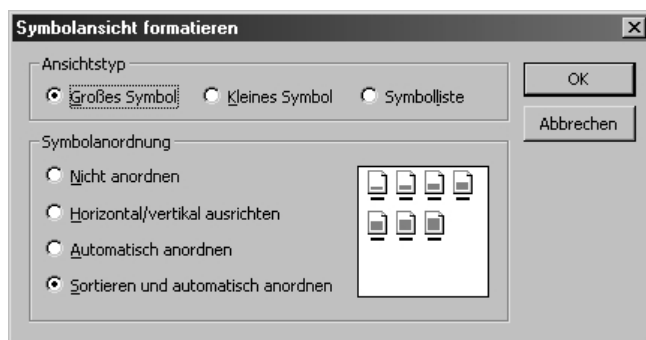 Symbolansicht formatieren
Ansichtstyp
Großes Symbol Kleines Symbol Symbolliste
OK
Abbrechen
Symbolanordnung
Nicht anordnen
Horizontal/vertikal ausrichten
Automatisch anordnen
Sortieren und automatisch anordnen